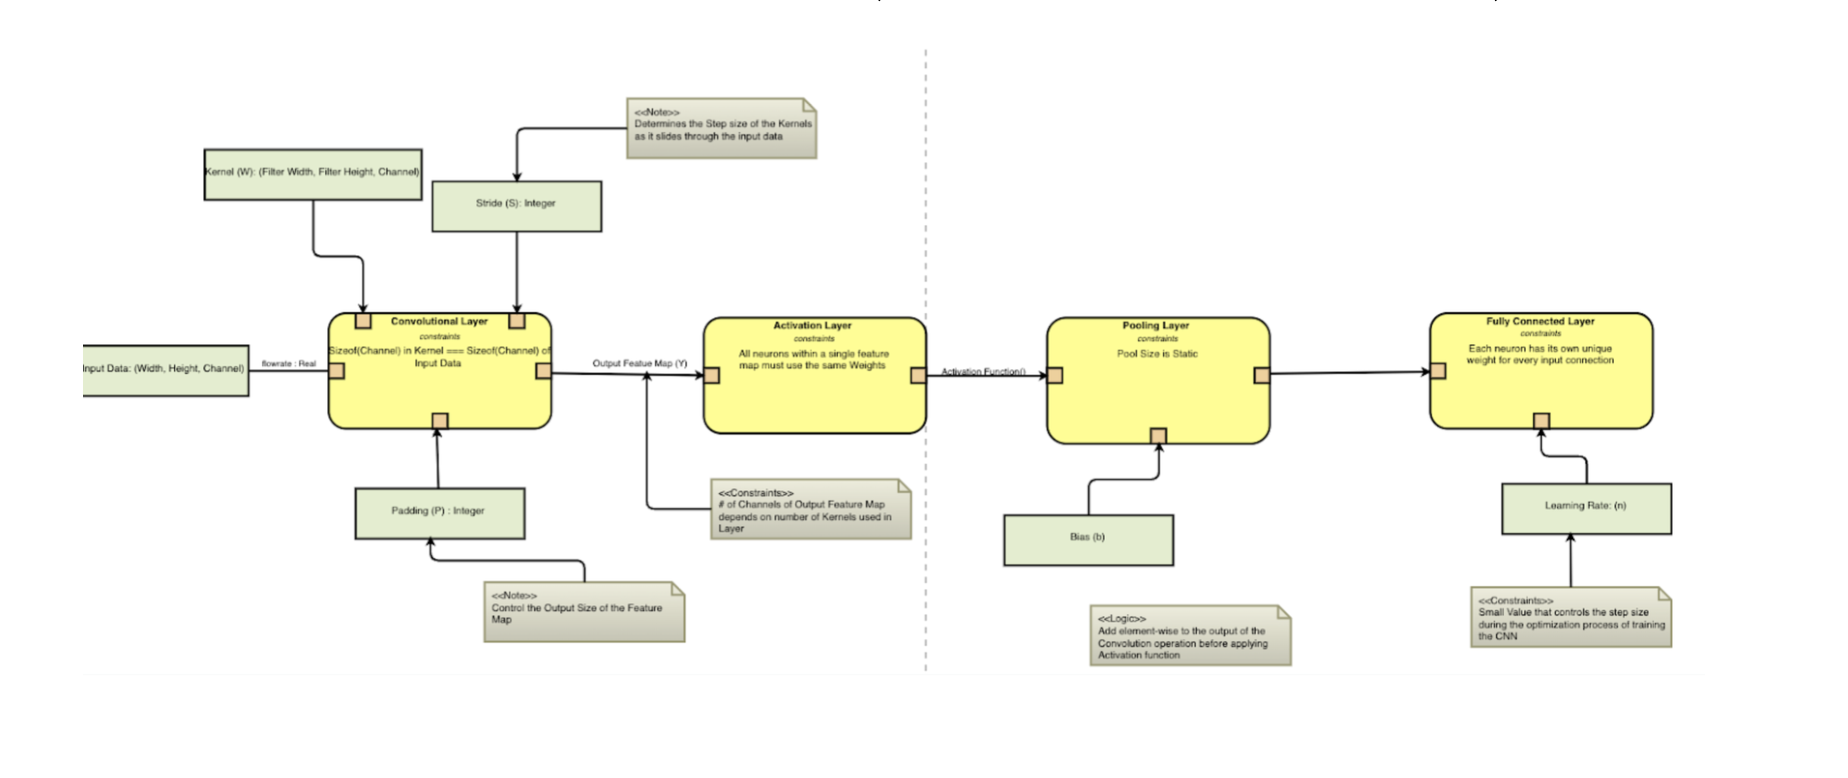 <<Note>>
Determines the Step size of the Kernels
as it slides through the input data
Kernel (W): (Filter Width, Filter Height, Channel)
Stride (S): Integer
Input Data: (Width, Height, Channel)
flowrate : Real
Convolutional Layer
constraints
Sizeof(Channel) in Kernel === Sizeof(Channel) of
Input Data
Output Featue Map (Y)
Activation Layer
constraints
All neurons within a single feature
map must use the same Weights
Activation Function()
Pooling Layer
constraints
Pool Size is Static
Fully Connected Layer
constraints
Each neuron has its own unique
weight for every input connection
Padding (P) : Integer
<<Note>>
Control the Output Size of the Feature
Map
<<Constraints>>
# of Channels of Output Feature Map
depends on number of Kernels used in
Layer
Bias (b)
<<Logic>>
Add element-wise to the output of the
Convolution operation before applying
Activation function
Learning Rate: (n)
<<Constraints>>
Small Value that controls the step size
during the optimization process of training
the CNN